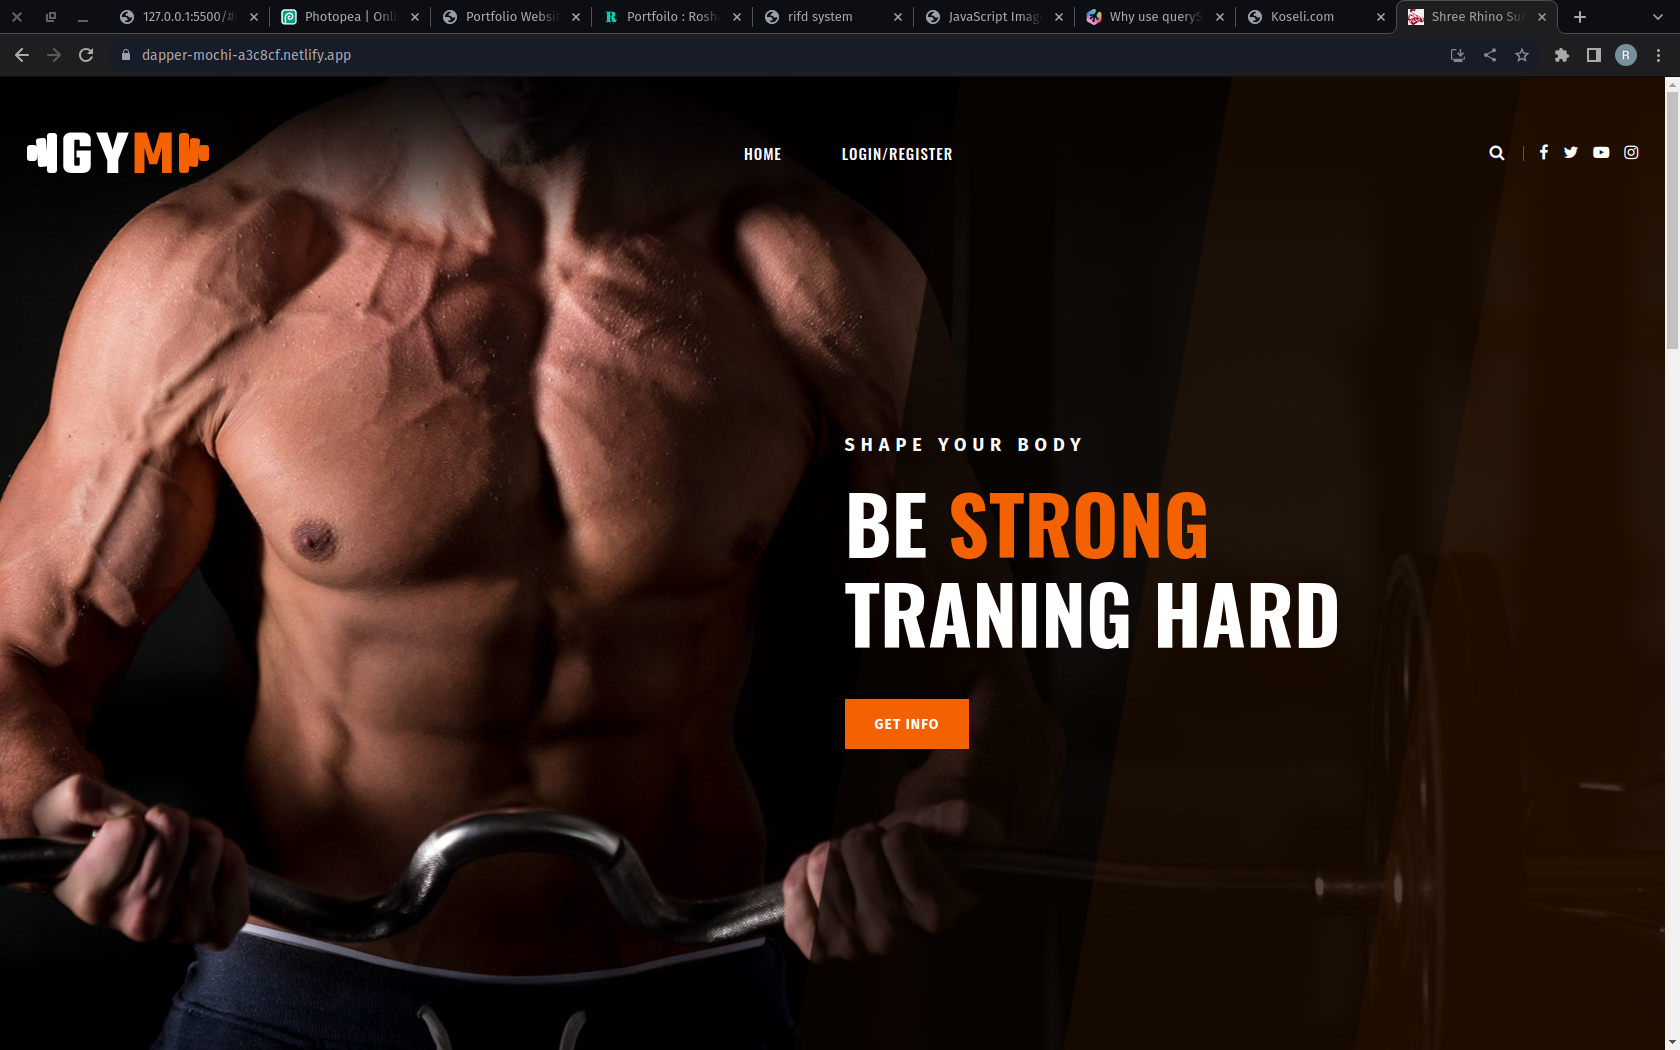 127.0.0.1:5500/#
Photopea | Onli
Portfolio Websi
Portfoilo : Rosh
rifd system
JavaScript Imag
Why use queryS
Koseli.com
Shree Rhino Su
dapper-mochi-a3c8cf.netlify.app
R
GYM
HOME
LOGIN/REGISTER
SHAPE YOUR BODY
BE STRONG
TRANING HARD
GET INFO